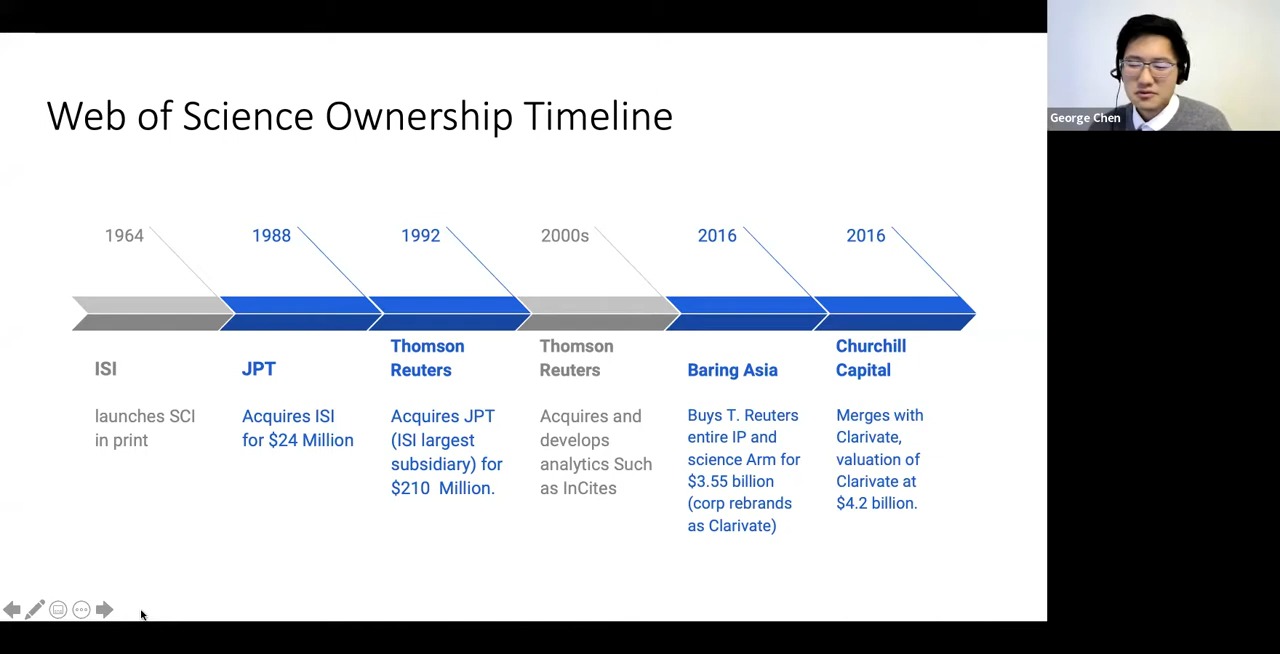 Web of Science Ownership Timeline
George Chen
1964
1988
1992
2000s
2016
2016
ISI
launches SCI
in print
JPT
Acquires ISI
for $24 Million
Thomson
Reuters
Acquires JPT
(ISI largest
subsidiary) for
$210 Million.
Thomson
Reuters
Acquires and
develops
analytics Such
as InCites
Baring Asia
Buys T. Reuters
entire IP and
science Arm for
$3.55 billion
(corp rebrands
as Clarivate)
Churchill
Capital
Merges with
Clarivate,
valuation of
Clarivate at
$4.2 billion.